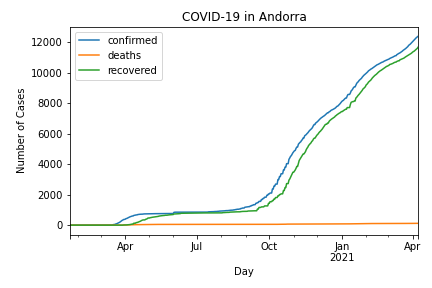 COVID-19 in Andorra
confirmed
deaths
recovered
Number of Cases
12000
10000
8000
6000
4000
2000
0
Apr
Jul
Oct
Jan
2021
Apr
Day